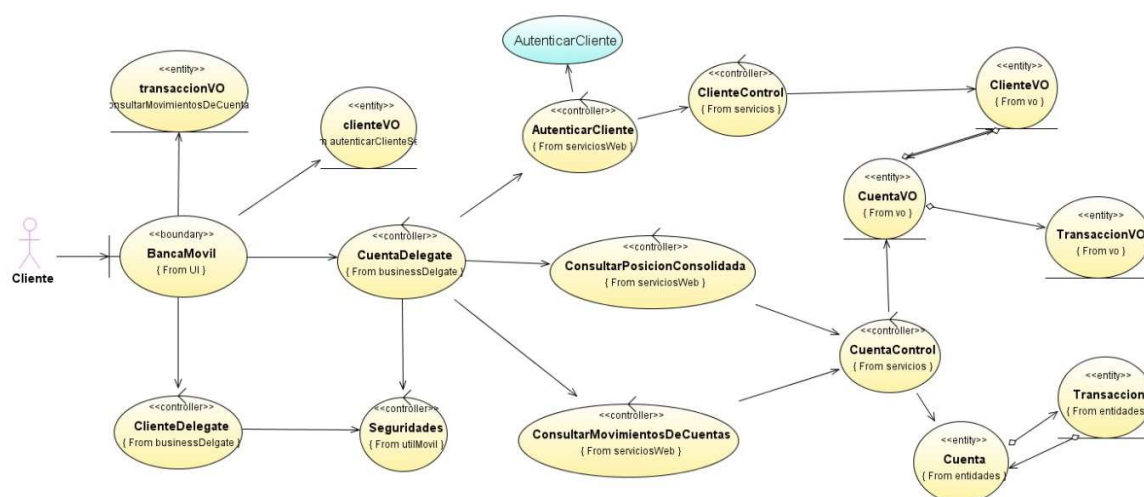 AutenticarCliente
<<entity>>
transaccionVO
onsultarMovimientosDeCuenta
<<entity>>
clienteVO
n autenticarClienteSe
<<controller>>
AutenticarCliente
{ From serviciosWeb }
<<controller>>
ClienteControl
{ From servicios }
<<entity>>
ClienteVO
{ From vo }
<<entity>>
CuentaVO
{ From vo }
<<entity>>
TransaccionVO
{ From vo }
Cliente
<<boundary>>
BancaMovil
{ From UI }
<<controller>>
CuentaDelegate
{ From businessDelgate }
<<controller>>
ConsultarPosicionConsolidada
{ From serviciosWeb }
<<controller>>
CuentaControl
{ From servicios }
<<controller>>
ClienteDelegate
{ From businessDelgate }
<<controller>>
Seguridades
{ From utilMovil }
<<controller>>
ConsultarMovimientosDeCuentas
{ From serviciosWeb }
<<entity>>
Transaccion
{ From entidades }
<<entity>>
Cuenta
{ From entidades }